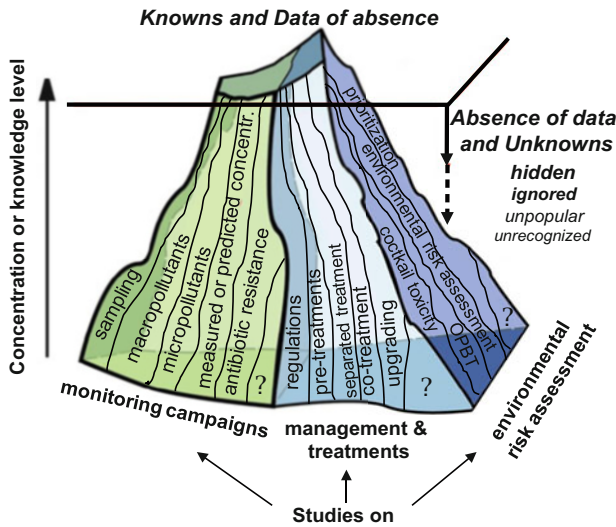 Knowns and Data of absence
Concentration or knowledge level
Absence of data
and Unknowns
hidden
ignored
unpopular
unrecognized
sampling
macropollutants
micropollutants
measured or predicted concentr.
antibiotic resistance
?
regulations
pre-treatments
separated treatment
co-treatment
upgrading
?
prioritization
environmental risk assessment
cocktail toxicity
OPBT
?
monitoring campaigns
management &
treatments
environmental
risk assessment
Studies on